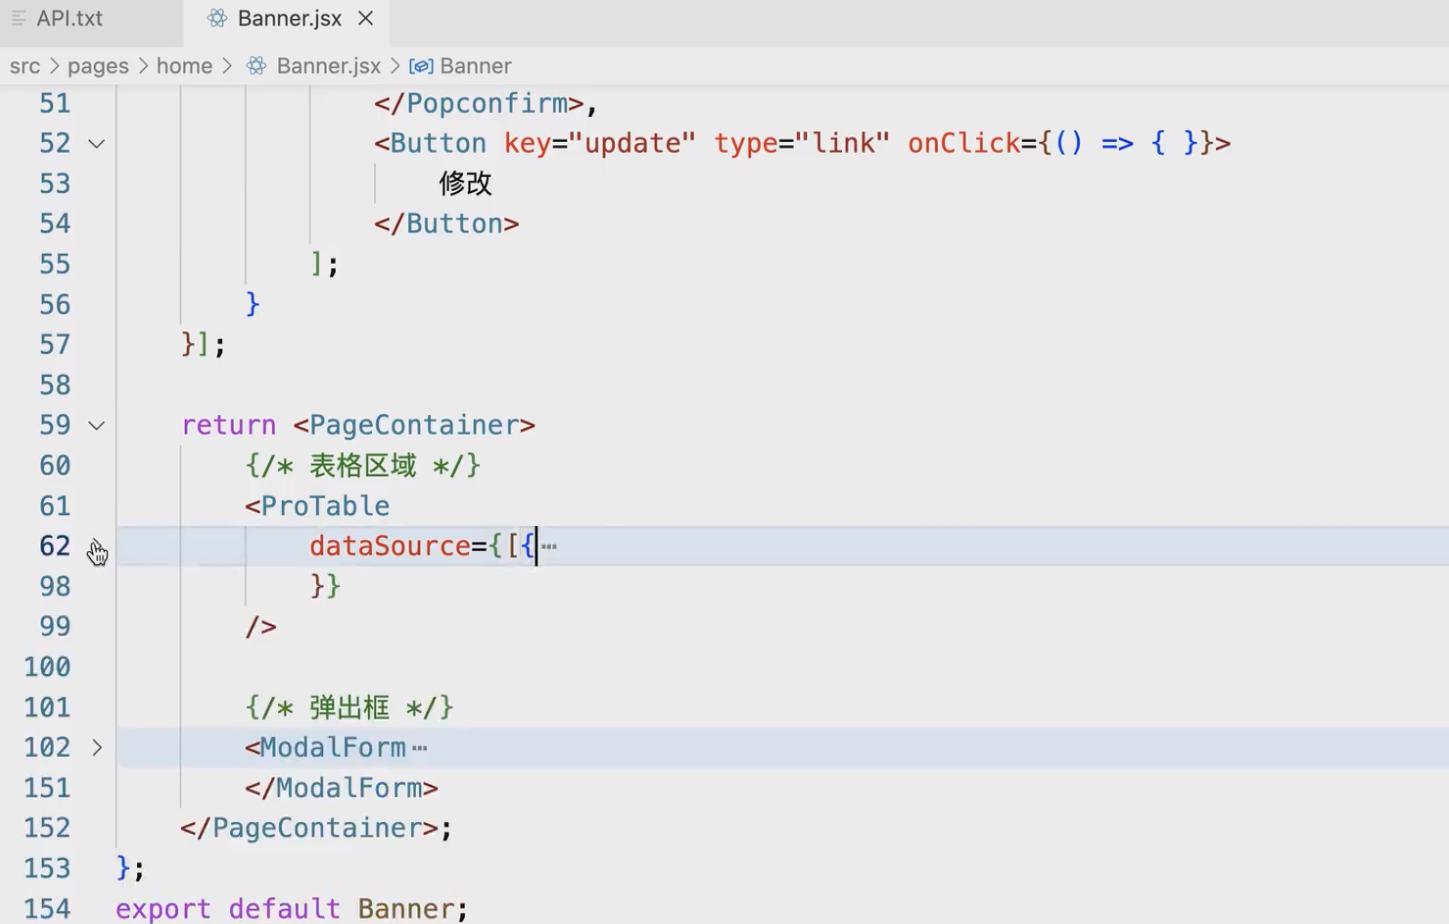 API.txt Banner.jsx
src > pages > home > Banner.jsx > Banner
51 </Popconfirm>,
52 <Button key="update" type="link" onClick={() => { }}>
53 修改
54 </Button>
55 ];
56 }
57 }];
58
59 return <PageContainer>
60 {/* 表格区域 */}
61 <ProTable
62 dataSource={[{…
98 }}
99 />
100
101 {/* 弹出框 */}
102 <ModalForm…
151 </ModalForm>
152 </PageContainer>;
153 };
154 export default Banner;